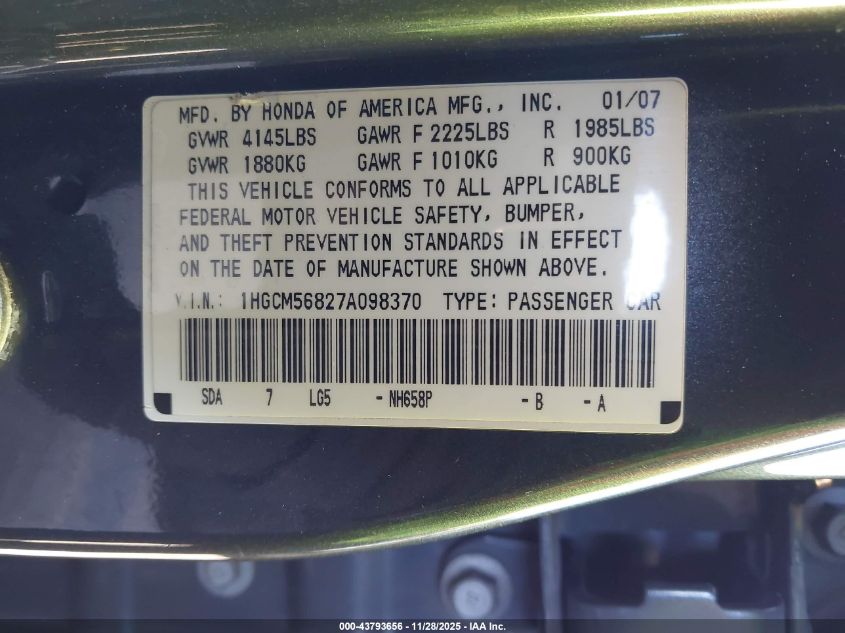 MFD. BY HONDA OF AMERICA MFG., INC. 01/07
GVWR 4145LBS GAWR F 2225LBS R 1985LBS
GVWR 1880KG GAWR F 1010KG R 900KG
THIS VEHICLE CONFORMS TO ALL APPLICABLE
FEDERAL MOTOR VEHICLE SAFETY, BUMPER,
AND THEFT PREVENTION STANDARDS IN EFFECT
ON THE DATE OF MANUFACTURE SHOWN ABOVE.
V.I.N.: 1HGCM56827A098370 TYPE: PASSENGER CAR
SDA 7 LG5 -NH658P -B -A
000-43793656 - 11/28/2025 - IAA Inc.